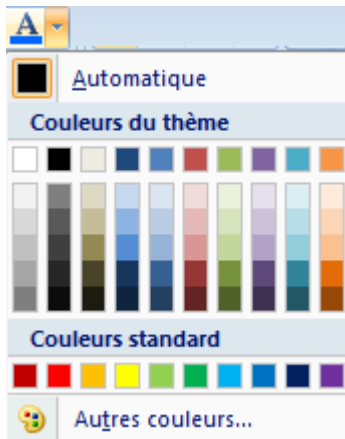 A
Automatique
Couleurs du thème
Couleurs standard
Autres couleurs...